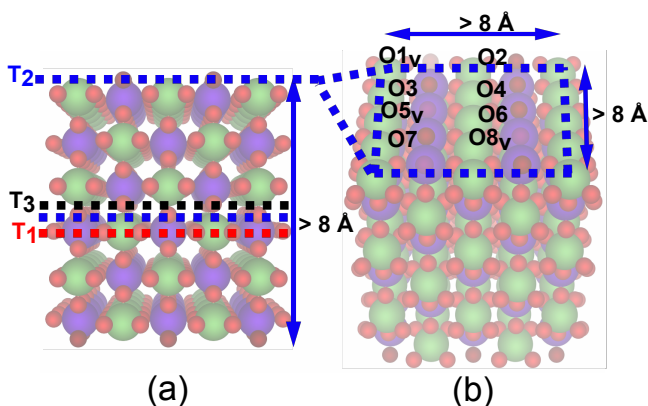 > 8 Å
T2
O1v O2
O3 O4
O5v O6
O7 O8v
> 8 Å
T3
T1
> 8 Å
(a) (b)